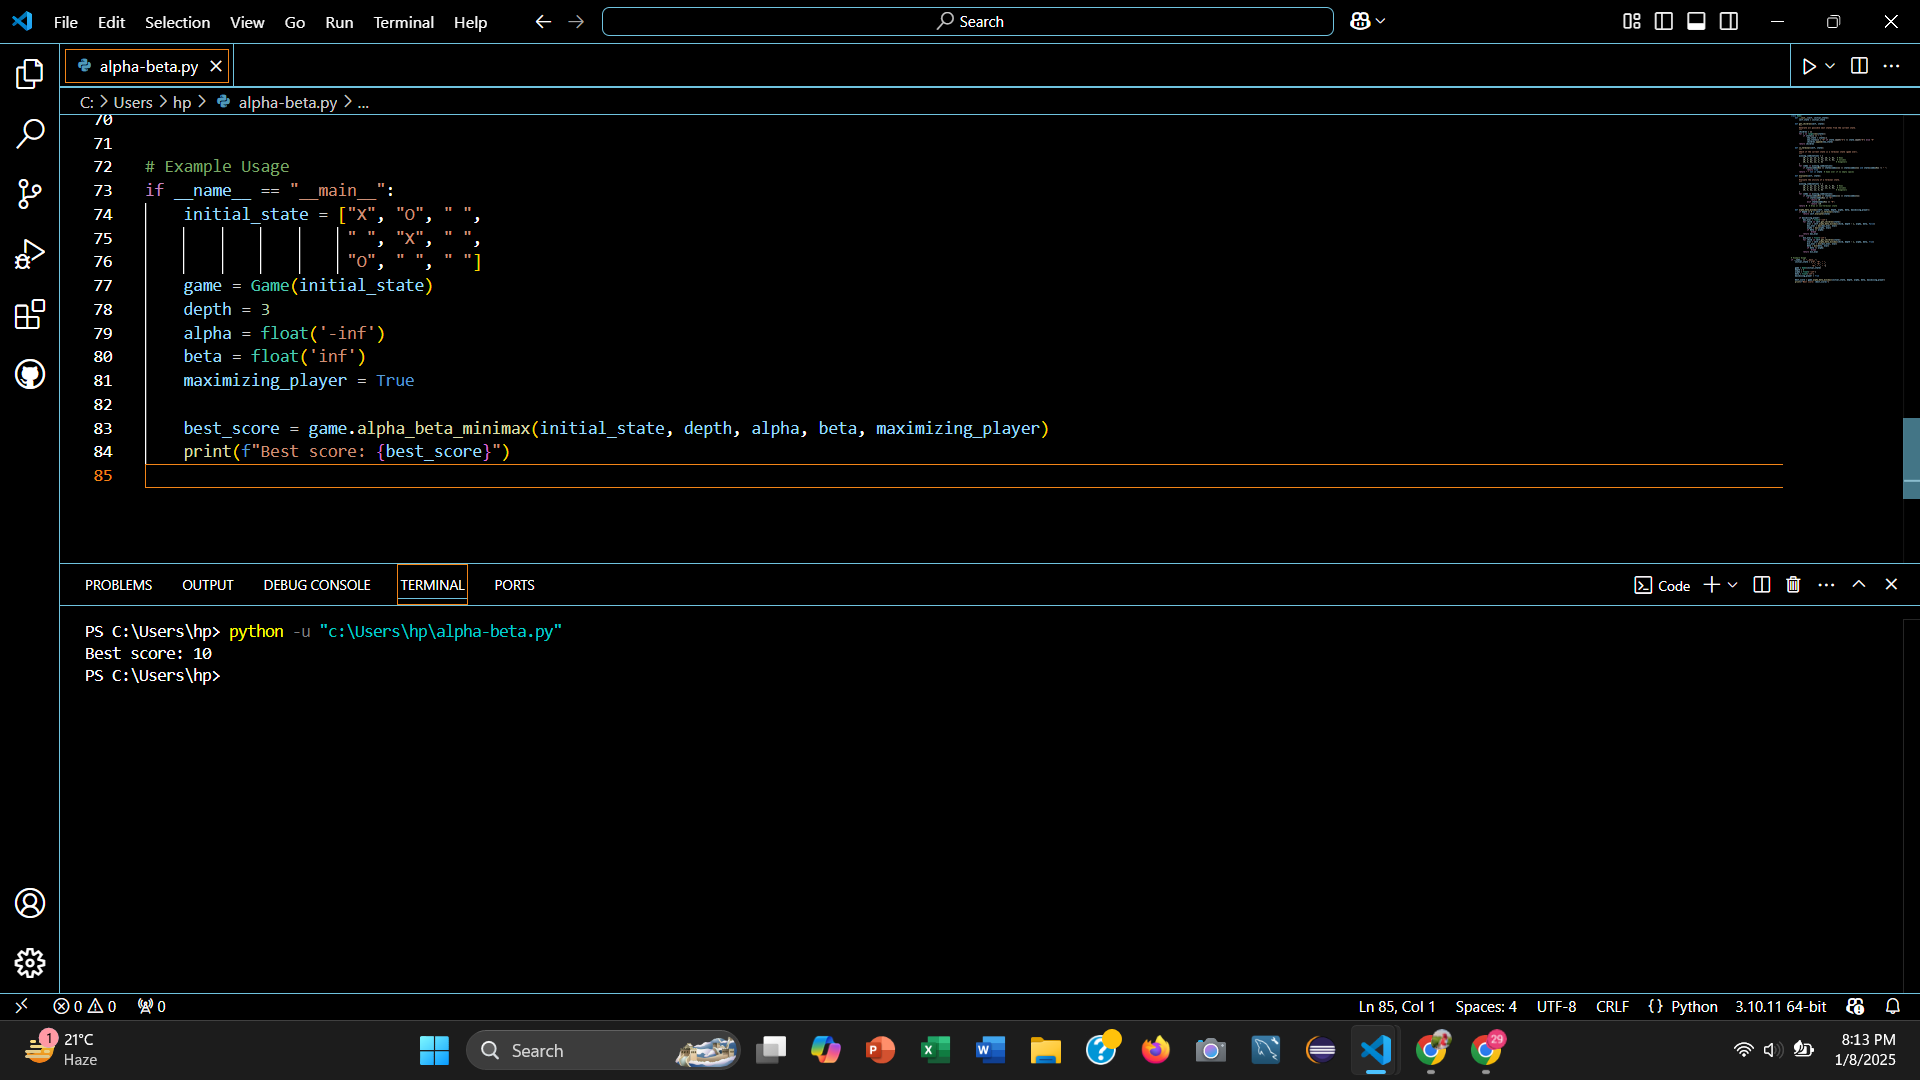 File Edit Selection View Go Run Terminal Help Search
alpha-beta.py
C: > Users > hp > alpha-beta.py > ...
70
71
72 # Example Usage
73 if __name__ == "__main__":
74 initial_state = ["X", "O", " ",
75 " ", "X", " ",
76 "O", " ", " "]
77 game = Game(initial_state)
78 depth = 3
79 alpha = float('-inf')
80 beta = float('inf')
81 maximizing_player = True
82
83 best_score = game.alpha_beta_minimax(initial_state, depth, alpha, beta, maximizing_player)
84 print(f"Best score: {best_score}")
85
PROBLEMS OUTPUT DEBUG CONSOLE TERMINAL PORTS Code
PS C:\Users\hp> python -u "c:\Users\hp\alpha-beta.py"
Best score: 10
PS C:\Users\hp>
0 0 0 Ln 85, Col 1 Spaces: 4 UTF-8 CRLF {} Python 3.10.11 64-bit
1 21°C Search 29 8:13 PM
Haze 1/8/2025